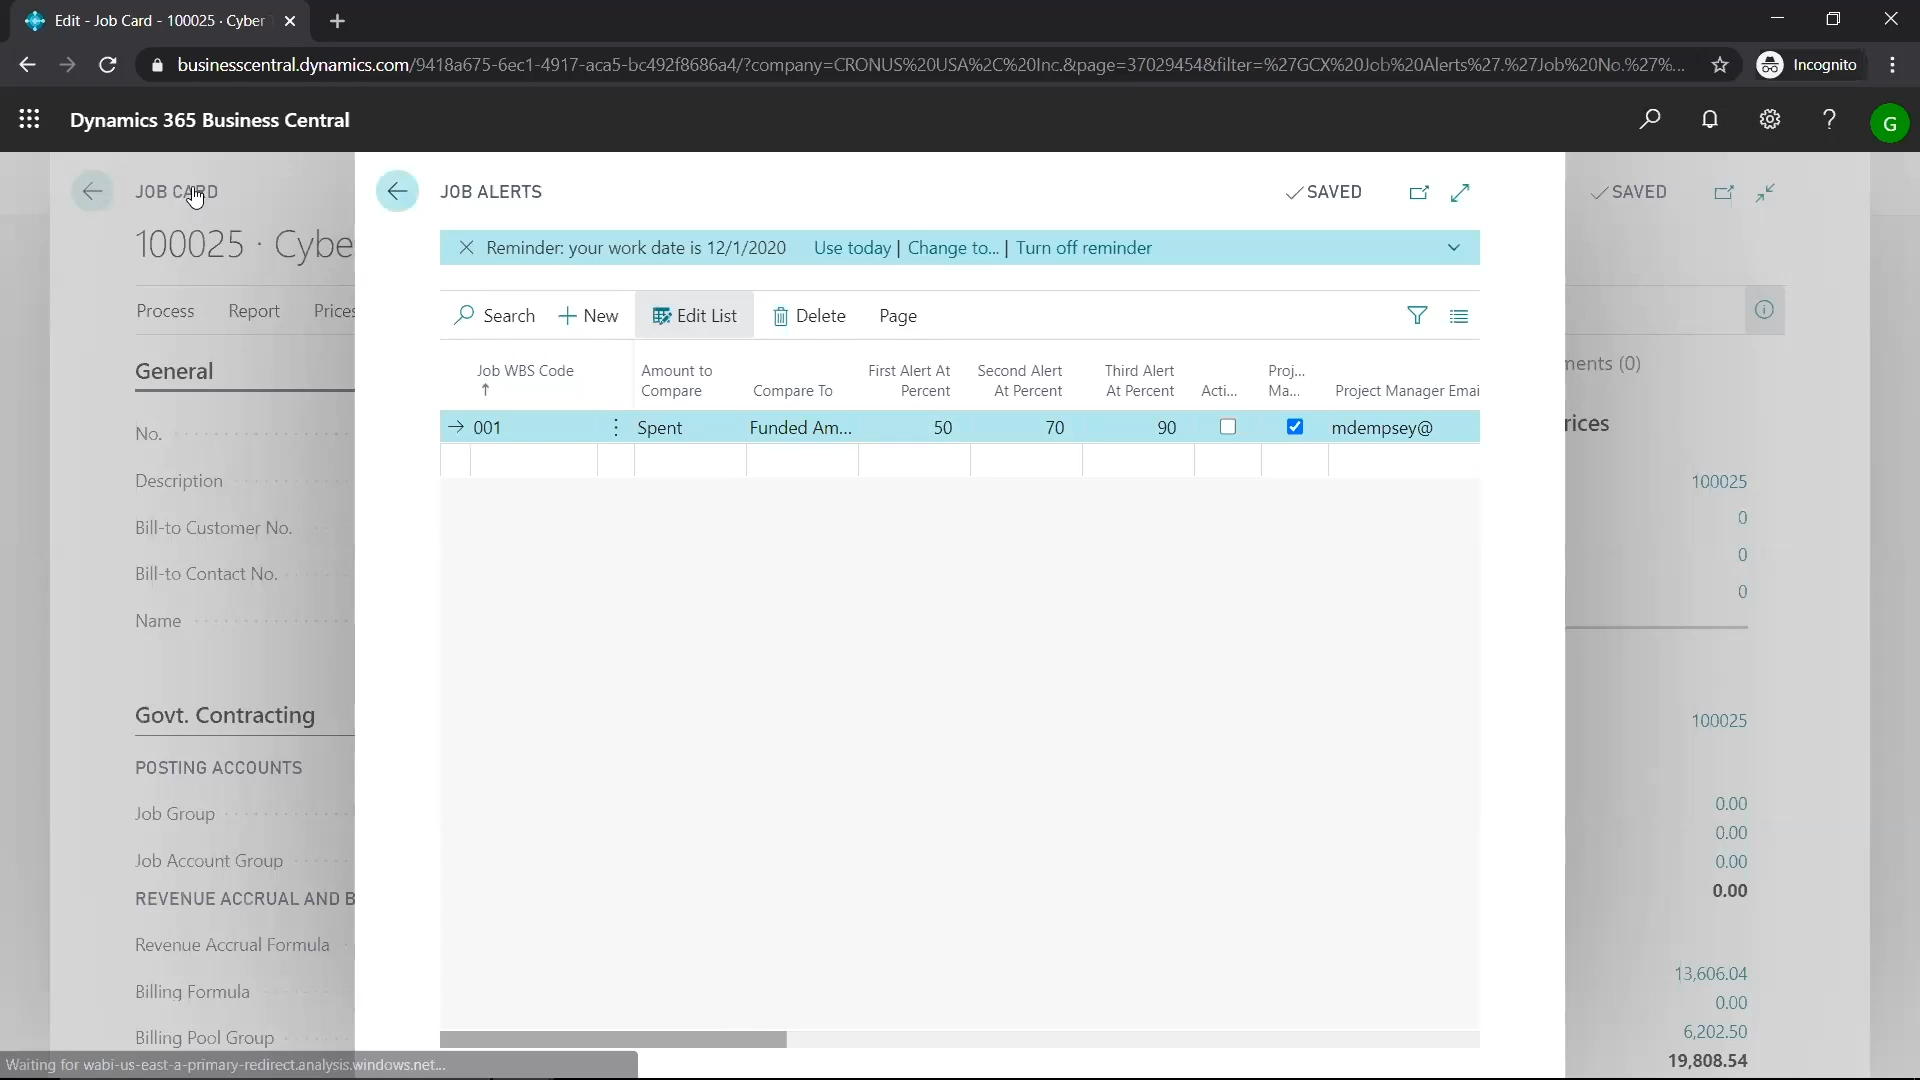 Edit - Job Card - 100025 · Cyber
businesscentral.dynamics.com/9418a675-6ec1-4917-aca5-bc492f8686a4/?company=CRONUS%20USA%2C%20Inc.&page=37029454&filter=%27GCX%20Job%20Alerts%27.%27Job%20No.%27%...
Incognito
Dynamics 365 Business Central
G
JOB CARD
JOB ALERTS
SAVED
SAVED
100025 · Cybe
Reminder: your work date is 12/1/2020 Use today | Change to... | Turn off reminder
Process Report Prices
Search New Edit List Delete Page
General
Job WBS Code
Amount to Compare
Compare To
First Alert At Percent
Second Alert At Percent
Third Alert At Percent
Acti...
Proj... Ma...
Project Manager Emai
001 Spent Funded Am... 50 70 90 mdempsey@
No.
Description
Bill-to Customer No.
Bill-to Contact No.
Name
Govt. Contracting
POSTING ACCOUNTS
Job Group
Job Account Group
REVENUE ACCRUAL AND B
Revenue Accrual Formula
Billing Formula
Billing Pool Group
ments (0)
rices
100025
0
0
0
100025
0.00
0.00
0.00
0.00
13,606.04
0.00
6,202.50
19,808.54
Waiting for wabi-us-east-a-primary-redirect.analysis.windows.net...